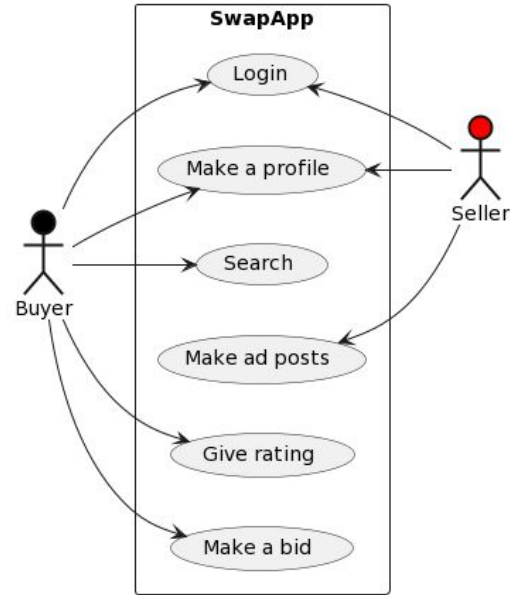 SwapApp
Login
Make a profile
Seller
Search
Buyer
Make ad posts
Give rating
Make a bid